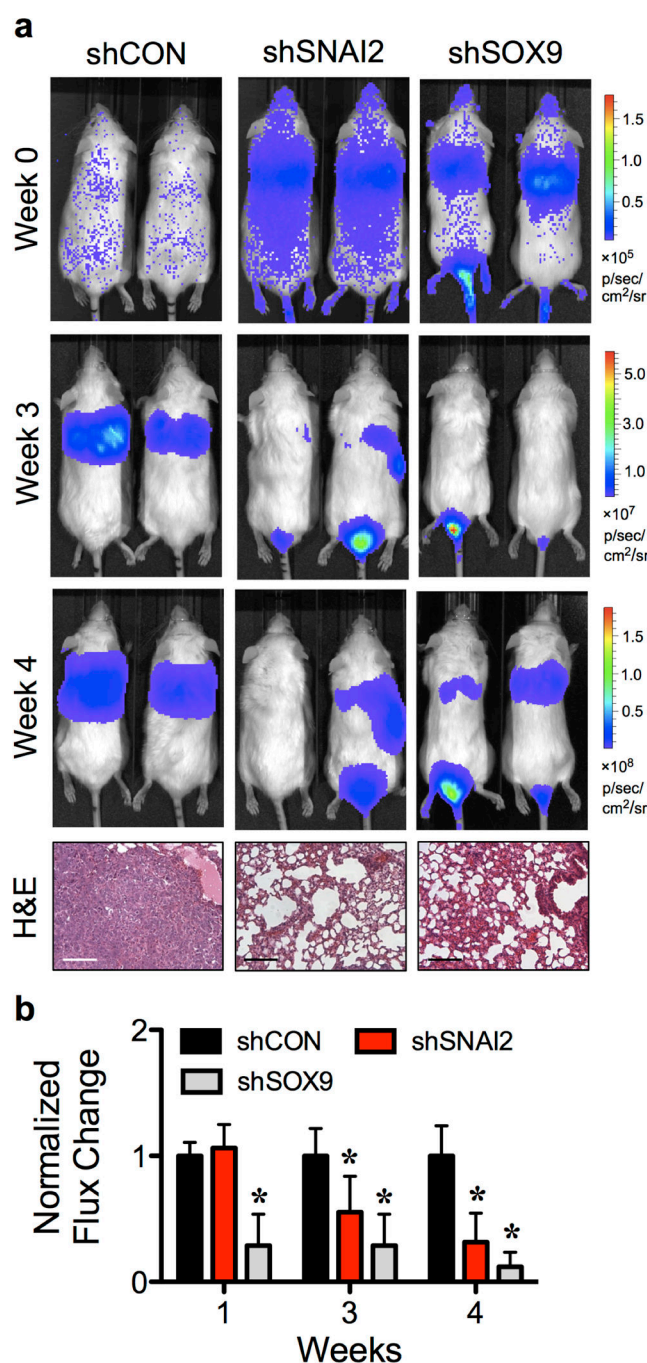 a
shCON shSNAI2 shSOX9
Week 0
1.5
1.0
0.5
×10⁵
p/sec/
cm²/sr
Week 3
5.0
3.0
1.0
×10⁷
p/sec/
cm²/sr
Week 4
1.5
1.0
0.5
×10⁸
p/sec/
cm²/sr
H&E
b
Normalized
Flux Change
2
1
0
shCON shSNAI2
shSOX9
*
* *
* *
1 3 4
Weeks